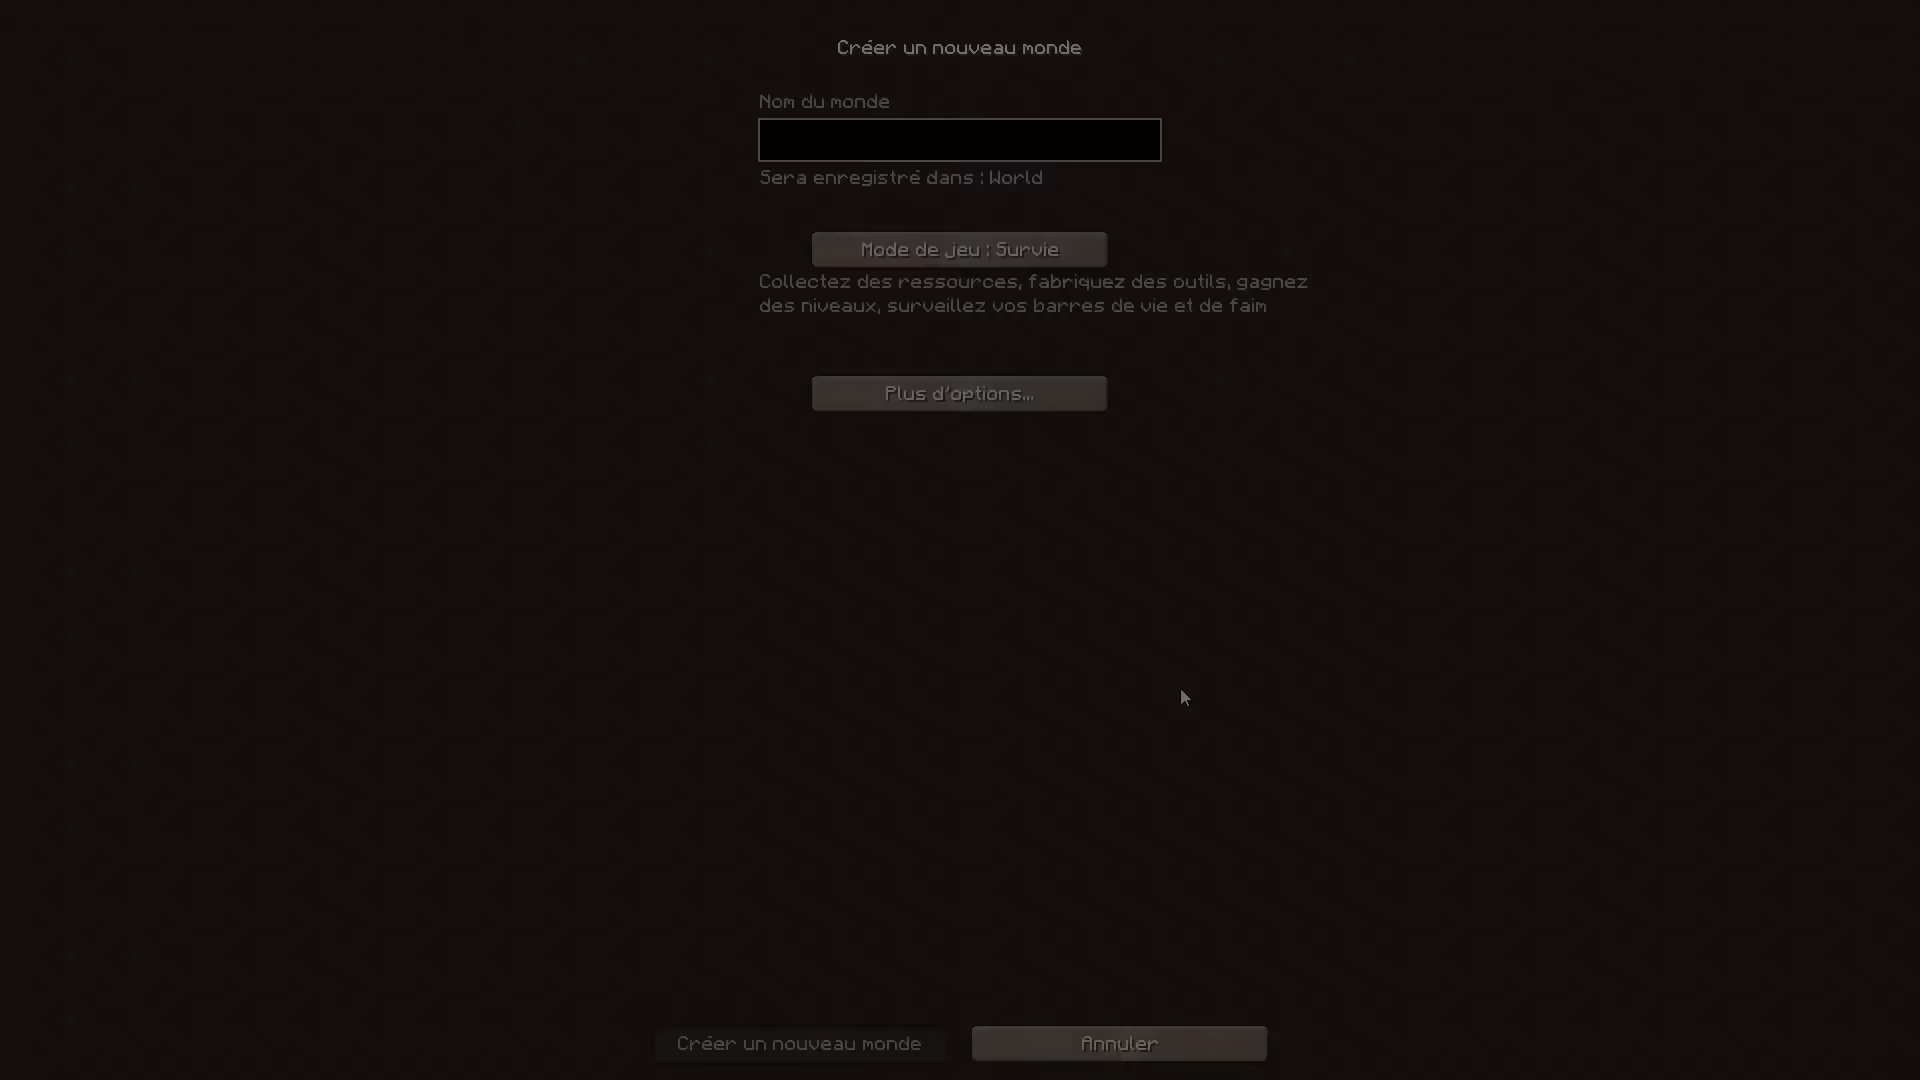 Créer un nouveau monde
Nom du monde
Sera enregistré dans : World
Mode de jeu : Survie
Collectez des ressources, fabriquez des outils, gagnez
des niveaux, surveillez vos barres de vie et de faim
Plus d'options...
Créer un nouveau monde
Annuler